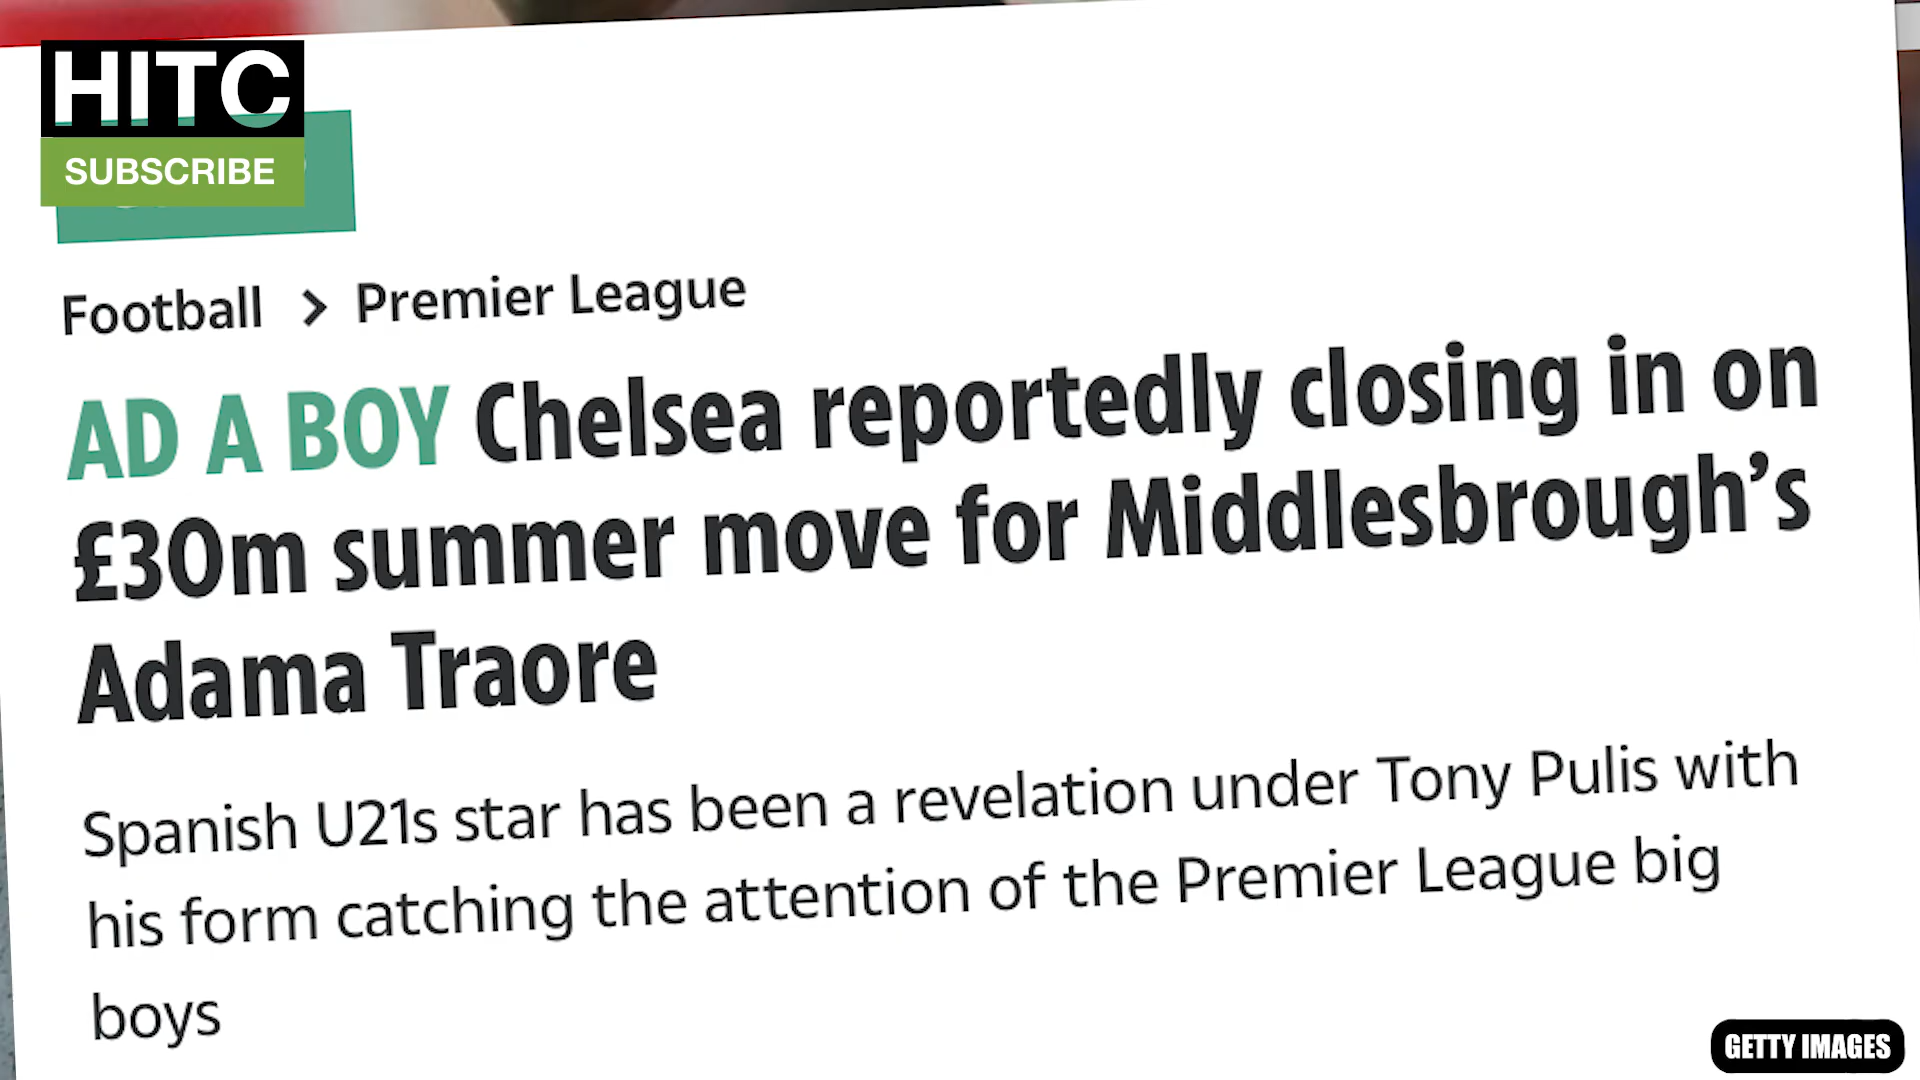 HITC
SUBSCRIBE
Football > Premier League
AD A BOY Chelsea reportedly closing in on
£30m summer move for Middlesbrough's
Adama Traore
Spanish U21s star has been a revelation under Tony Pulis with
his form catching the attention of the Premier League big
boys
GETTY IMAGES